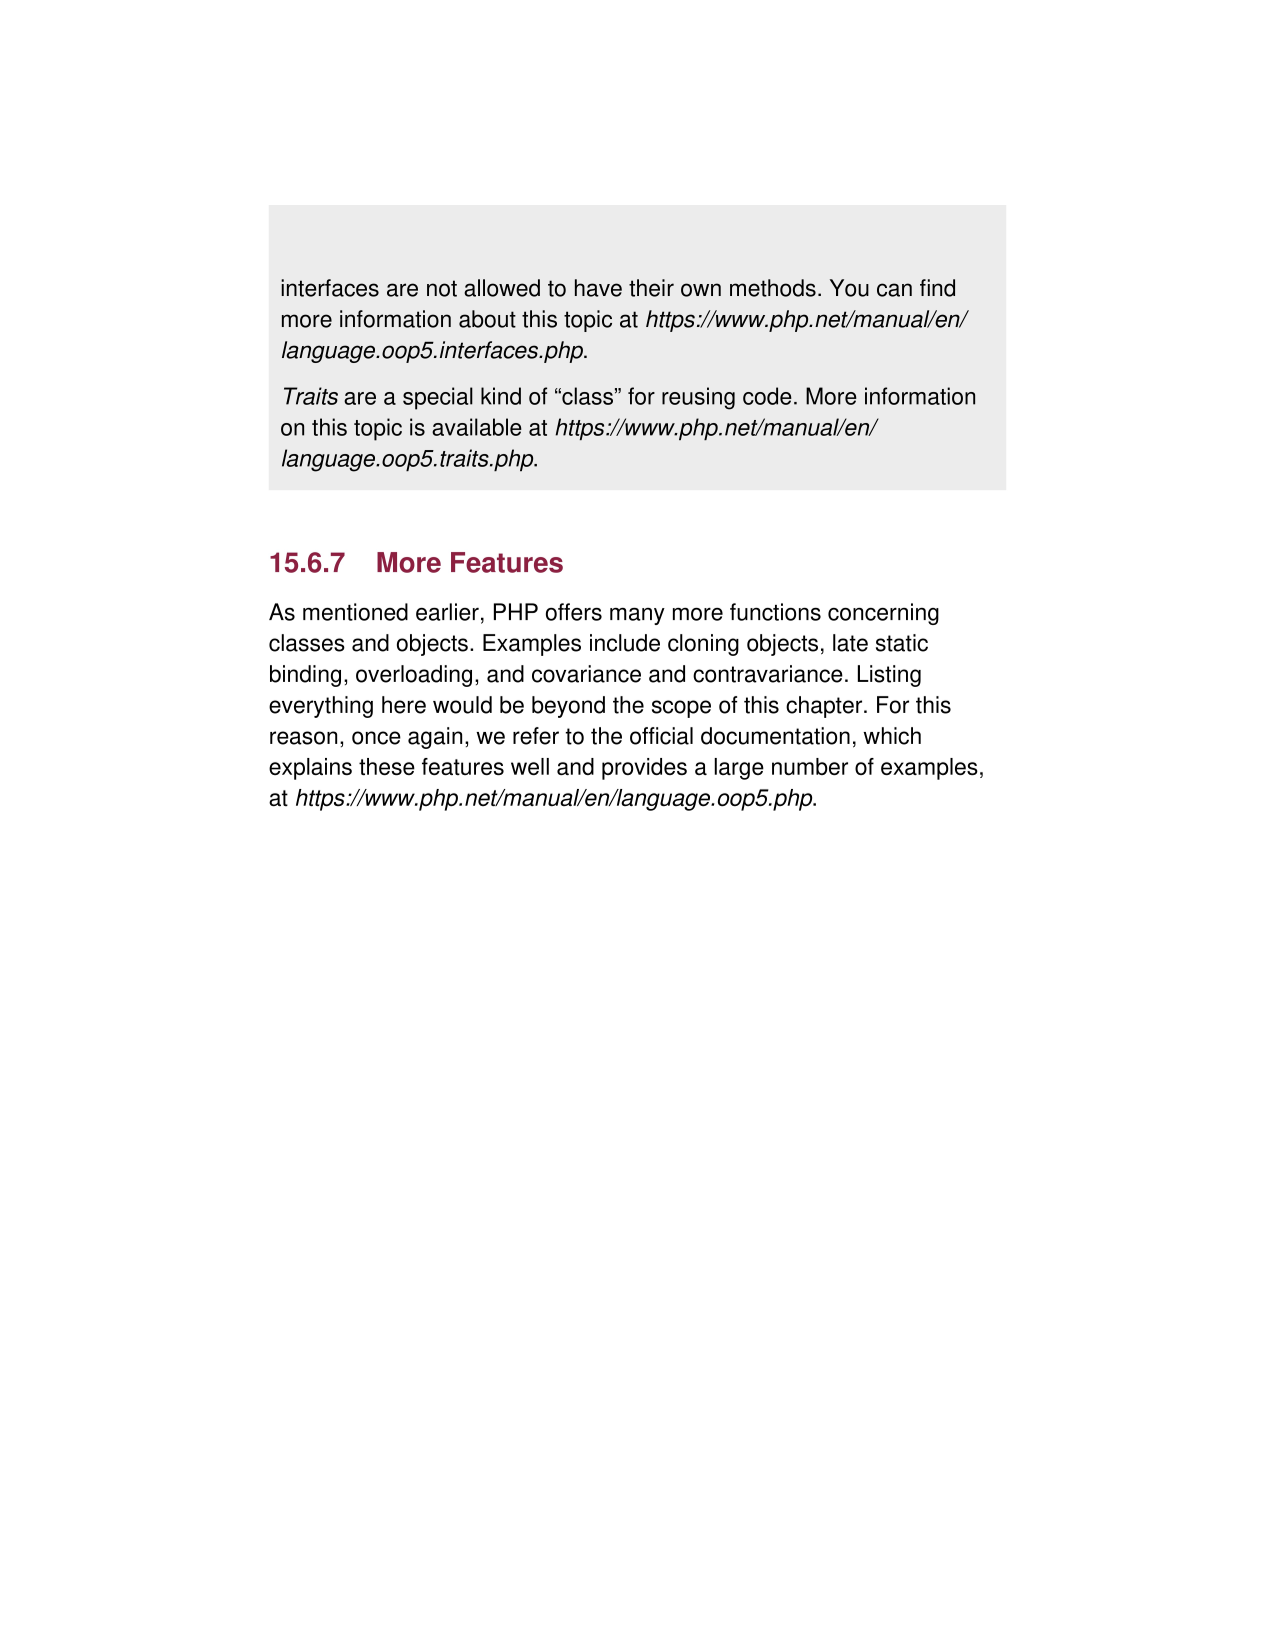 interfaces are not allowed to have their own methods. You can find
more information about this topic at https://www.php.net/manual/en/
language.oop5.interfaces.php.
Traits are a special kind of “class” for reusing code. More information
on this topic is available at https://www.php.net/manual/en/
language.oop5.traits.php.
15.6.7 More Features
As mentioned earlier, PHP offers many more functions concerning
classes and objects. Examples include cloning objects, late static
binding, overloading, and covariance and contravariance. Listing
everything here would be beyond the scope of this chapter. For this
reason, once again, we refer to the official documentation, which
explains these features well and provides a large number of examples,
at https://www.php.net/manual/en/language.oop5.php.